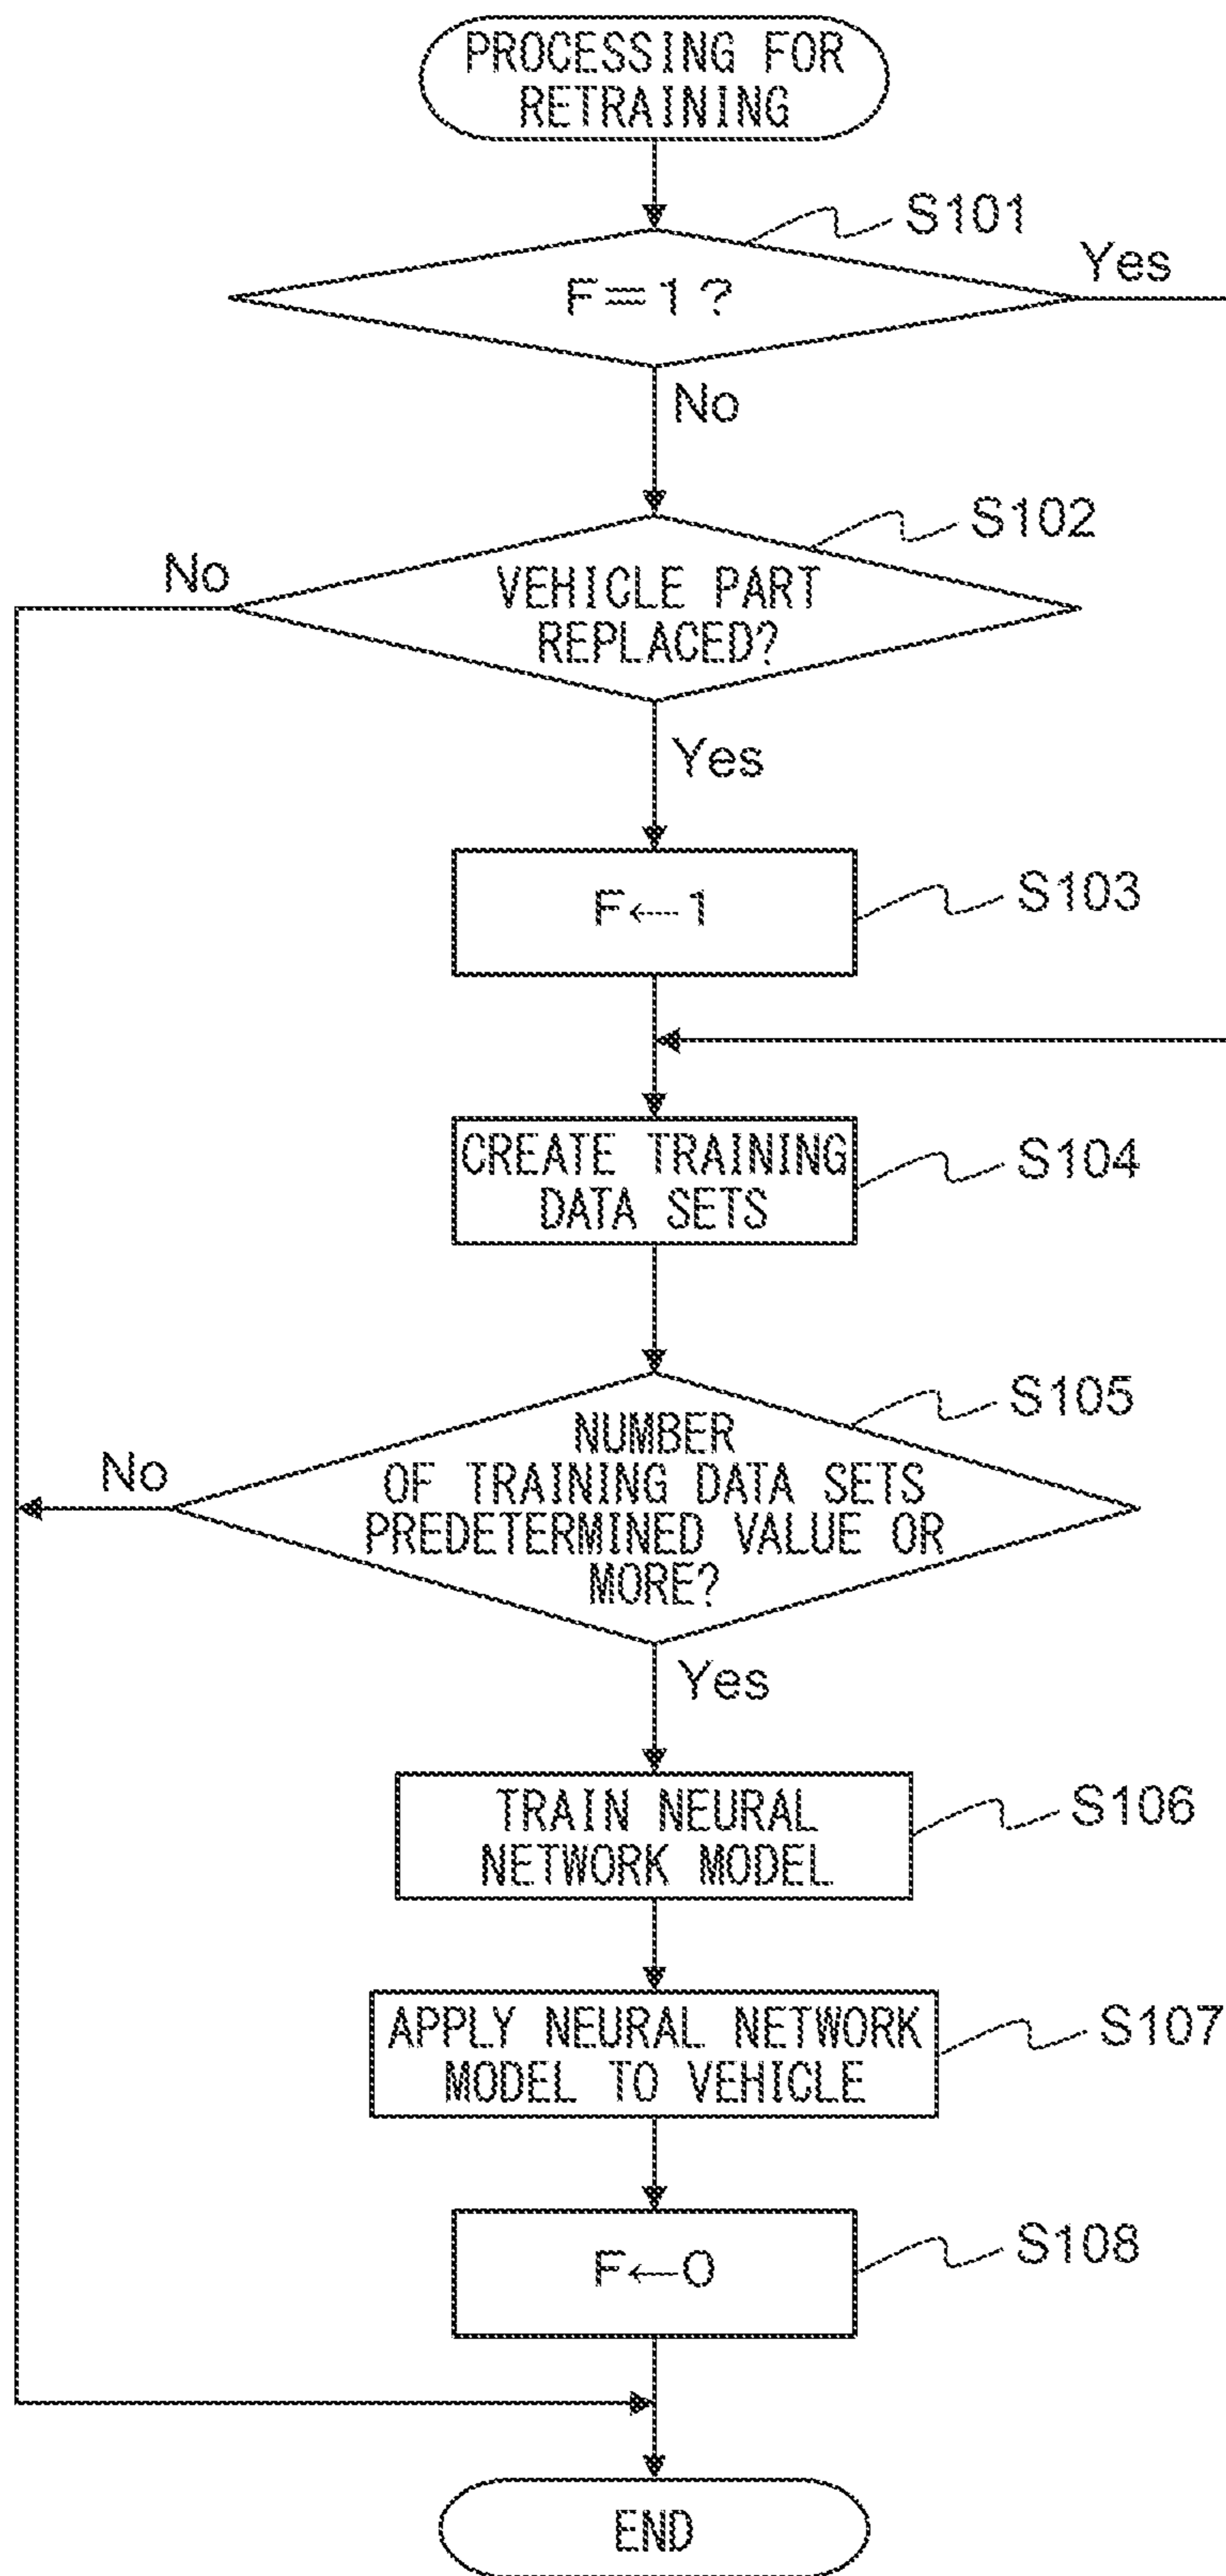 PROCESSING FOR
RETRAINING
S101
F=1?
Yes
No
S102
No
VEHICLE PART
REPLACED?
Yes
F←1
S103
CREATE TRAINING
DATA SETS
S104
S105
NUMBER
OF TRAINING DATA SETS
PREDETERMINED VALUE OR
MORE?
No
Yes
TRAIN NEURAL
NETWORK MODEL
S106
APPLY NEURAL NETWORK
MODEL TO VEHICLE
S107
F←0
S108
END